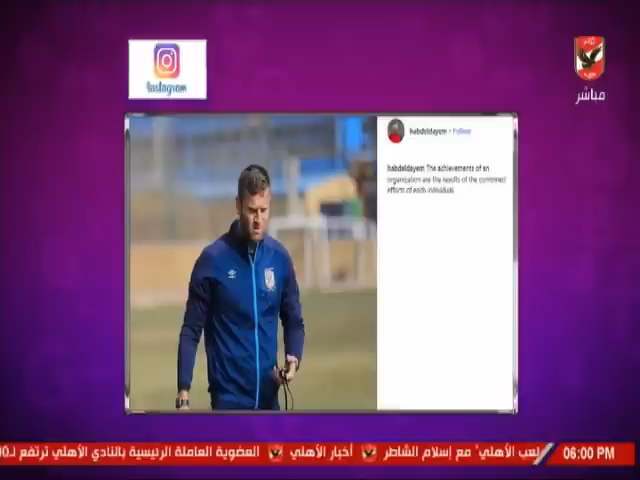 Instagram
مباشر
habdeldayem • Follow
habdeldayem The achievements of an
organization are the results of the combined
efforts of each individual.
لعب الأهلي" مع إسلام الشاطر
أخبار الأهلي
العضوية العاملة الرئيسية بالنادي الأهلي ترتفع لـ
06:00 PM